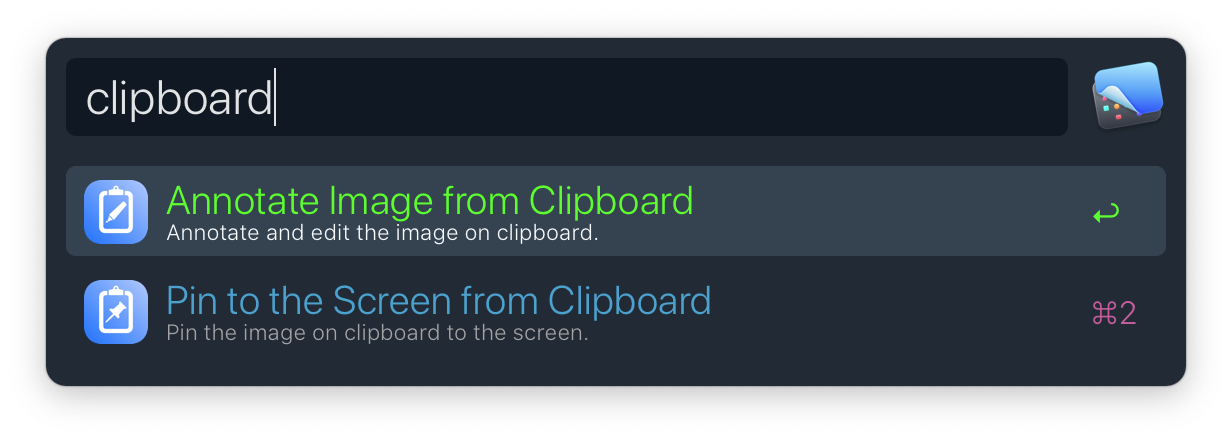 clipboard
Annotate Image from Clipboard
Annotate and edit the image on clipboard.
↩
Pin to the Screen from Clipboard
Pin the image on clipboard to the screen.
⌘2